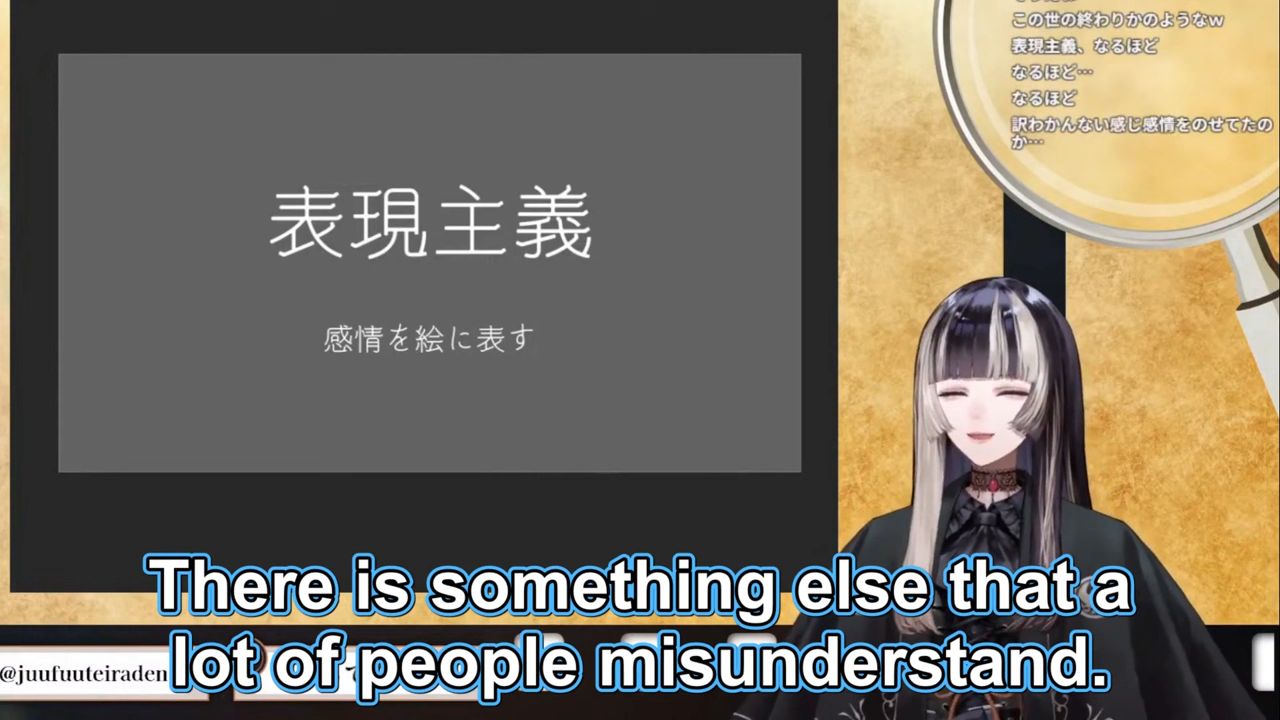 この世の終わりかのようなw
表現主義、なるほど
なるほど…
なるほど
訳わかんない感じ感情をのせてたの
か…
表現主義
感情を絵に表す
There is something else that a
lot of people misunderstand.
@juufuuteiraden